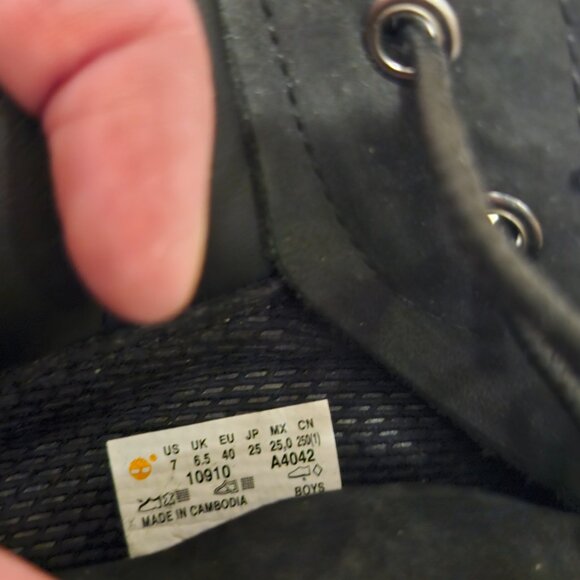 US UK EU JP MX CN
7 6.5 40 25 25,0 250(1)
10910 A4042
BOYS
MADE IN CAMBODIA